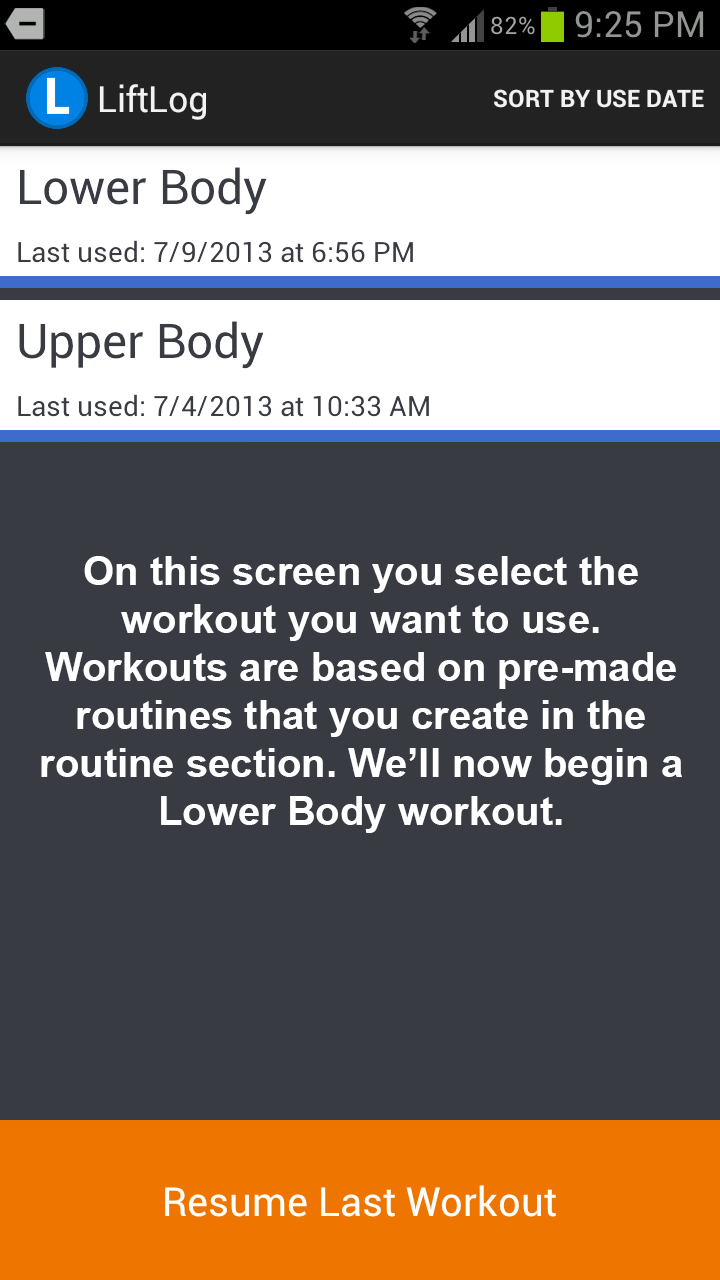 82% 9:25 PM
L LiftLog SORT BY USE DATE
Lower Body
Last used: 7/9/2013 at 6:56 PM
Upper Body
Last used: 7/4/2013 at 10:33 AM
On this screen you select the
workout you want to use.
Workouts are based on pre-made
routines that you create in the
routine section. We’ll now begin a
Lower Body workout.
Resume Last Workout